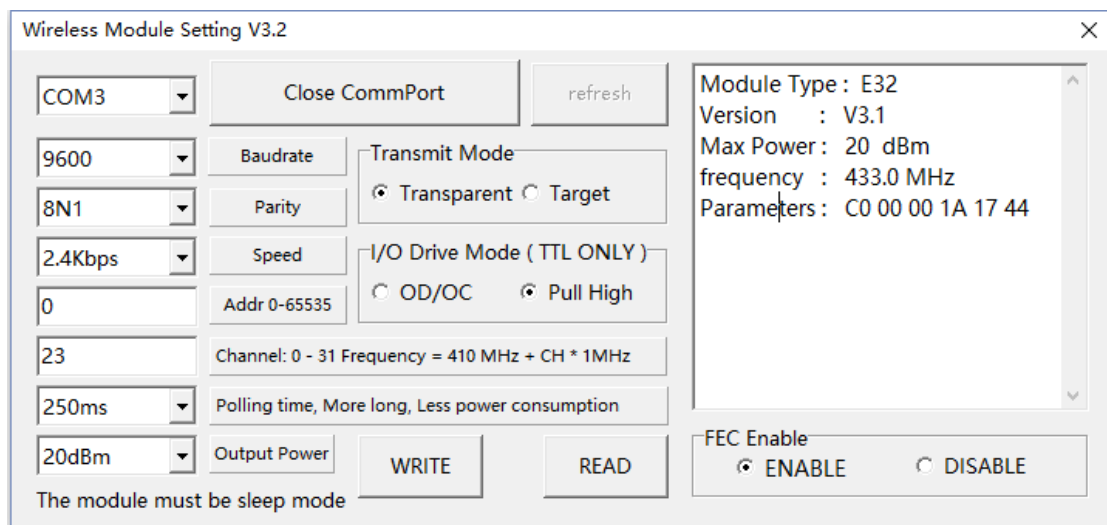 Wireless Module Setting V3.2
COM3
Close CommPort
refresh
9600
Baudrate
8N1
Parity
2.4Kbps
Speed
0
Addr 0-65535
Transmit Mode
Transparent
Target
I/O Drive Mode ( TTL ONLY )
OD/OC
Pull High
23
Channel: 0 - 31 Frequency = 410 MHz + CH * 1MHz
250ms
Polling time, More long, Less power consumption
20dBm
Output Power
WRITE
READ
The module must be sleep mode
Module Type : E32
Version : V3.1
Max Power : 20 dBm
frequency : 433.0 MHz
Parameters : C0 00 00 1A 17 44
FEC Enable
ENABLE
DISABLE